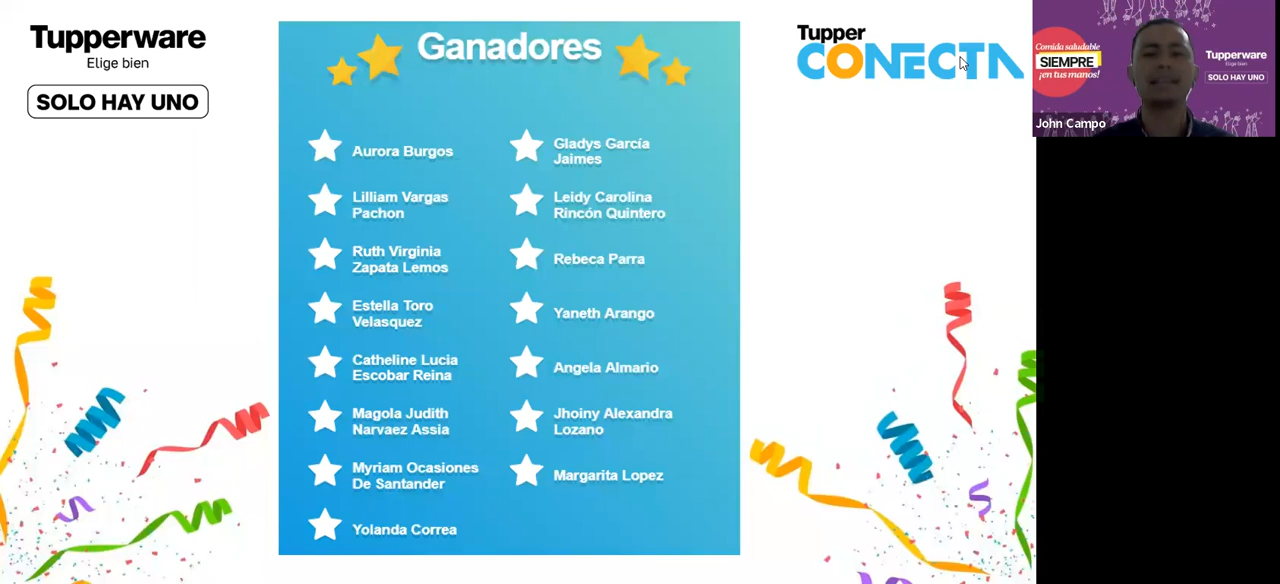 Tupperware
Elige bien
SOLO HAY UNO
Ganadores
Aurora Burgos
Lilliam Vargas
Pachon
Ruth Virginia
Zapata Lemos
Estella Toro
Velasquez
Catheline Lucia
Escobar Reina
Magola Judith
Narvaez Assia
Myriam Ocasiones
De Santander
Yolanda Correa
Gladys García
Jaimes
Leidy Carolina
Rincón Quintero
Rebeca Parra
Yaneth Arango
Angela Almario
Jhoiny Alexandra
Lozano
Margarita Lopez
Tupper
CONECTA
Comida saludable
SIEMPRE
¡en tus manos!
Tupperware
Elige Bien
SOLO HAY UNO
John Campo